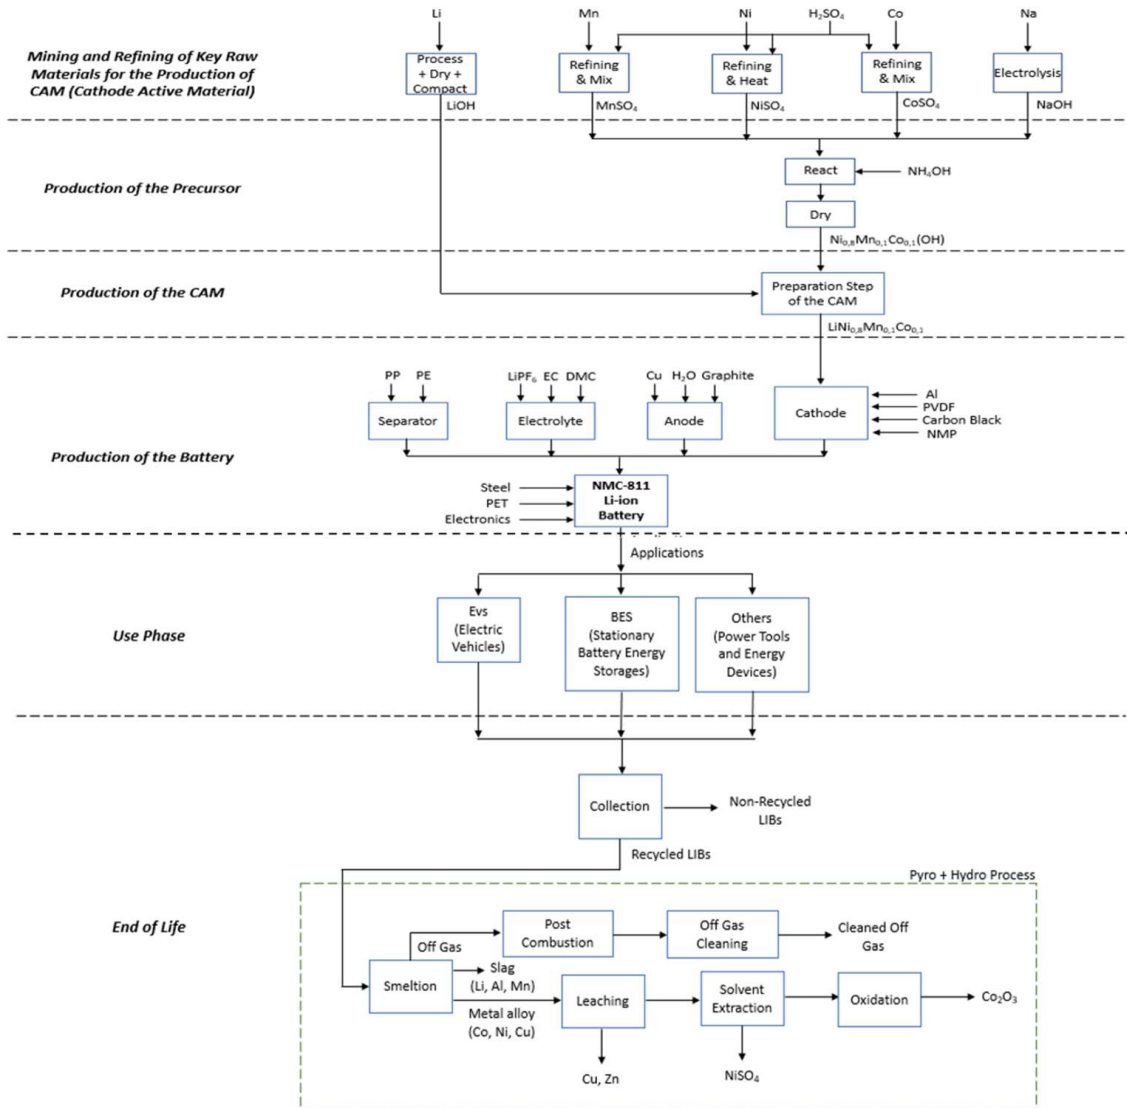 Li
Mn
Ni
H₂SO₄
Co
Na
Mining and Refining of Key Raw
Materials for the Production of
CAM (Cathode Active Material)
Process
+ Dry +
Compact
Refining
& Mix
Refining
& Heat
Refining
& Mix
Electrolysis
LiOH
MnSO₄
NiSO₄
CoSO₄
NaOH
Production of the Precursor
React
NH₄OH
Dry
Ni₀,₈Mn₀,₁Co₀,₁(OH)
Production of the CAM
Preparation Step
of the CAM
LiNi₀,₈Mn₀,₁Co₀,₁
Production of the Battery
PP
PE
LiPF₆
EC
DMC
Cu
H₂O
Graphite
Separator
Electrolyte
Anode
Cathode
Al
PVDF
Carbon Black
NMP
Steel
PET
Electronics
NMC-811
Li-ion
Battery
Applications
Use Phase
Evs
(Electric
Vehicles)
BES
(Stationary
Battery Energy
Storages)
Others
(Power Tools
and Energy
Devices)
Collection
Non-Recycled
LIBs
Recycled LIBs
Pyro + Hydro Process
End of Life
Off Gas
Post
Combustion
Off Gas
Cleaning
Cleaned Off
Gas
Smeltion
Slag
(Li, Al, Mn)
Metal alloy
(Co, Ni, Cu)
Leaching
Solvent
Extraction
Oxidation
Co₂O₃
Cu, Zn
NiSO₄